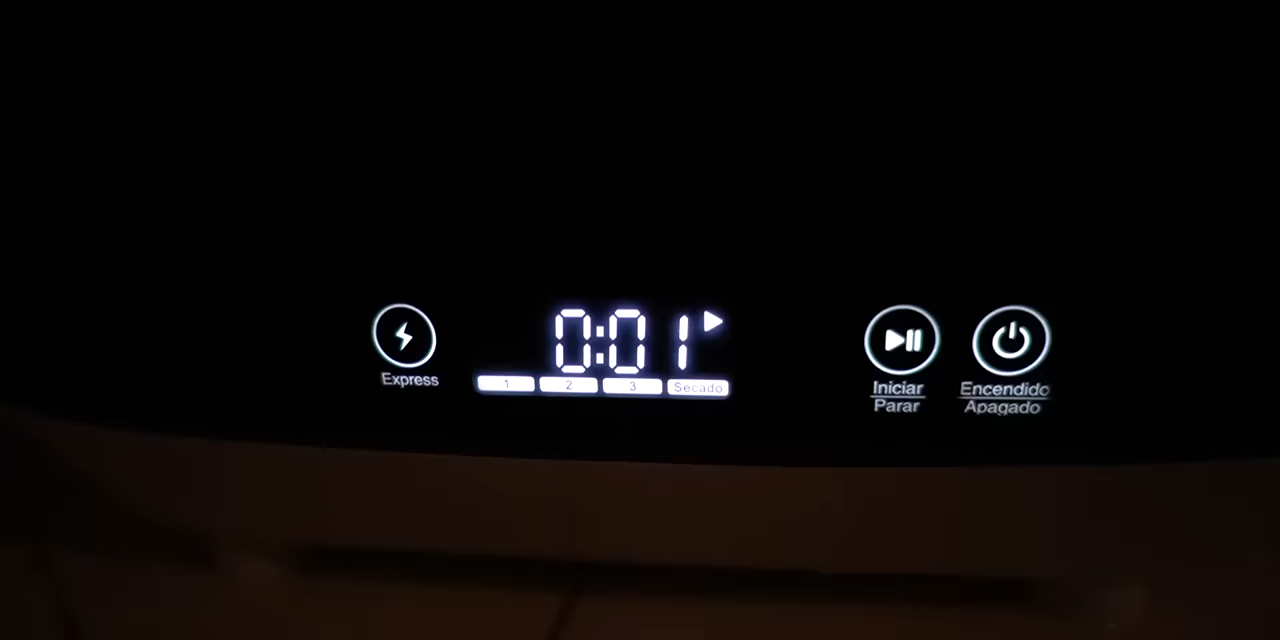 0:01
1 2 3 Secado
Express
Iniciar
Parar
Encendido
Apagado